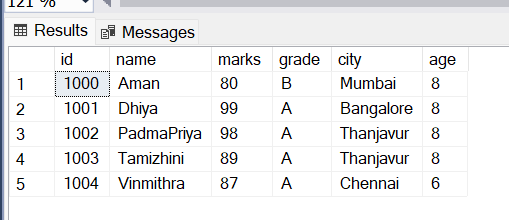 121 %
Results Messages
id name marks grade city age
1 1000 Aman 80 B Mumbai 8
2 1001 Dhiya 99 A Bangalore 8
3 1002 PadmaPriya 98 A Thanjavur 8
4 1003 Tamizhini 89 A Thanjavur 8
5 1004 Vinmithra 87 A Chennai 6